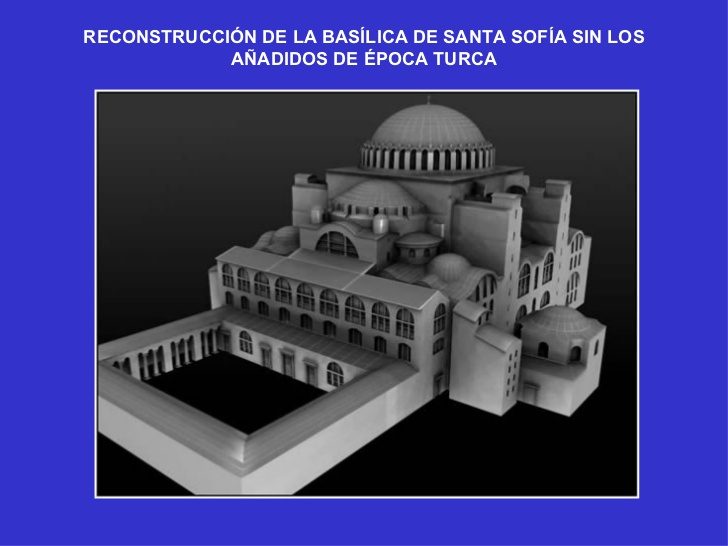 RECONSTRUCCIÓN DE LA BASÍLICA DE SANTA SOFÍA SIN LOS
AÑADIDOS DE ÉPOCA TURCA